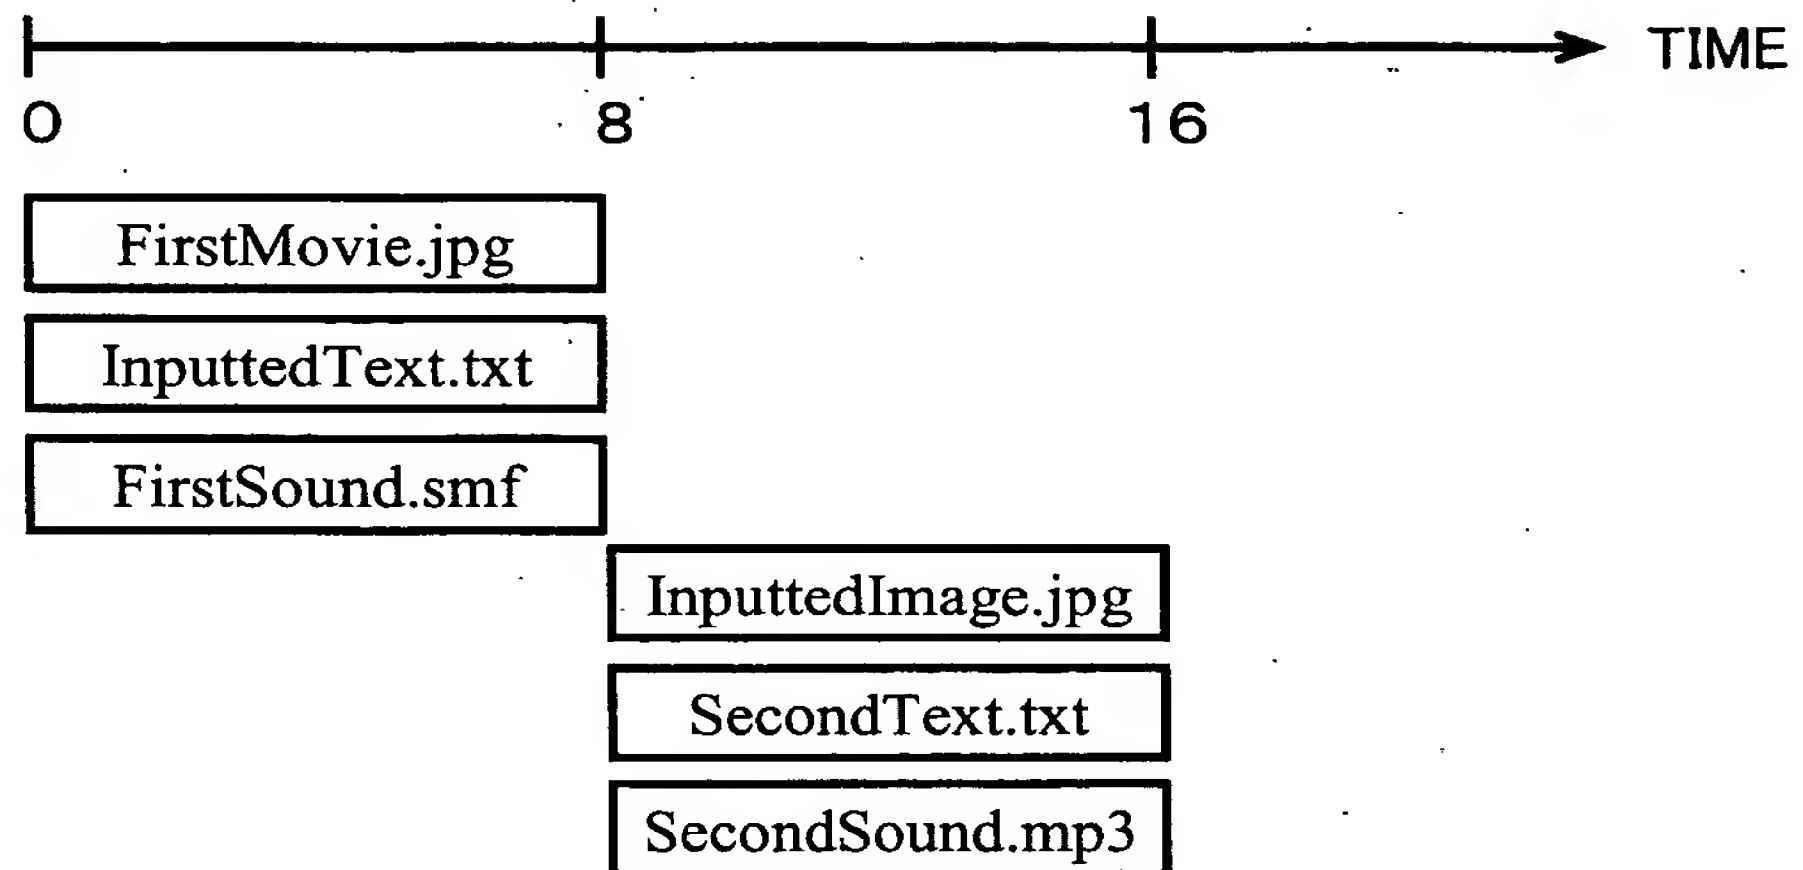 TIME
0 8 16
FirstMovie.jpg
InputtedText.txt
FirstSound.smf
InputtedImage.jpg
SecondText.txt
SecondSound.mp3